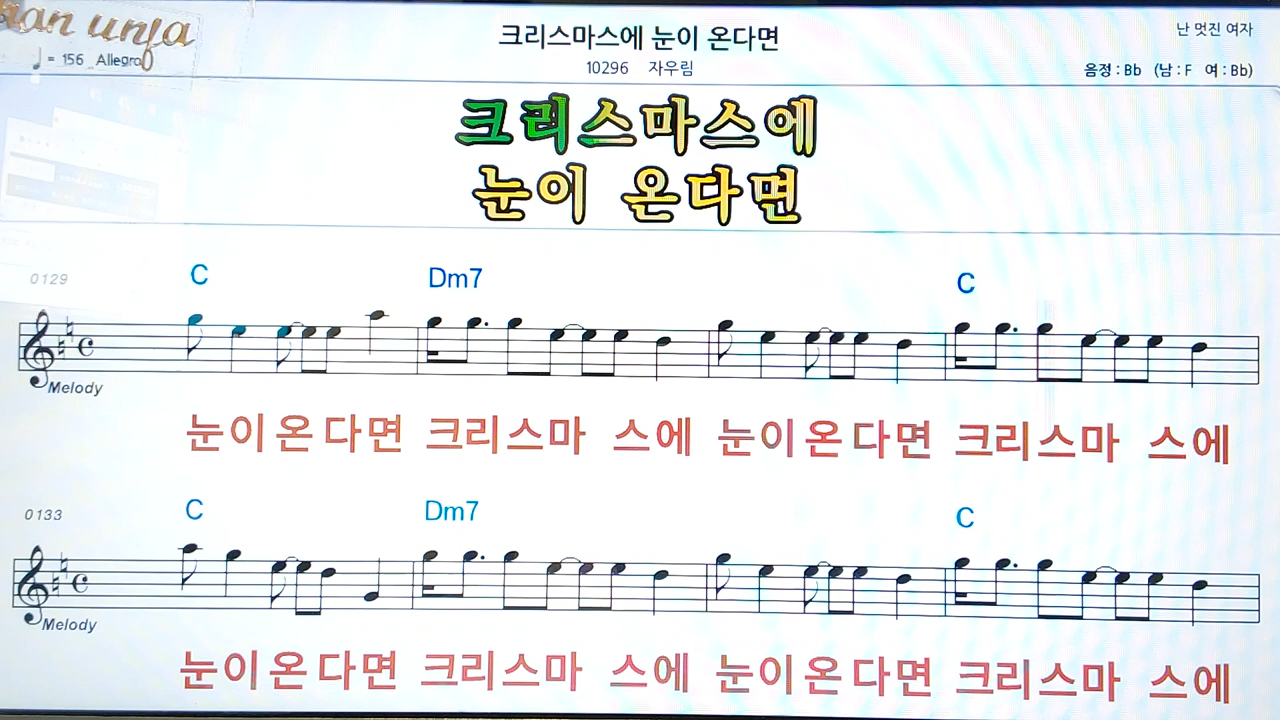 크리스마스에 눈이 온다면
난 멋진 여자
♩ = 156 Allegro
10296 자우림
음정 : Bb (남 : F 여 : Bb)
크리스마스에
눈이 온다면
0129
C Dm7 C
Melody
눈이온다면 크리스마 스에 눈이온다면 크리스마 스에
0133
C Dm7 C
Melody
눈이온다면 크리스마 스에 눈이온다면 크리스마 스에